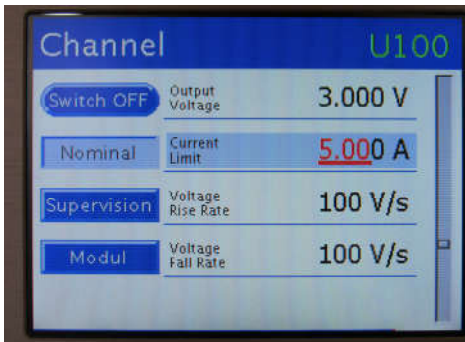 Channel U100
Switch OFF Output Voltage 3.000 V
Nominal Current Limit 5.000 A
Supervision Voltage Rise Rate 100 V/s
Modul Voltage Fall Rate 100 V/s